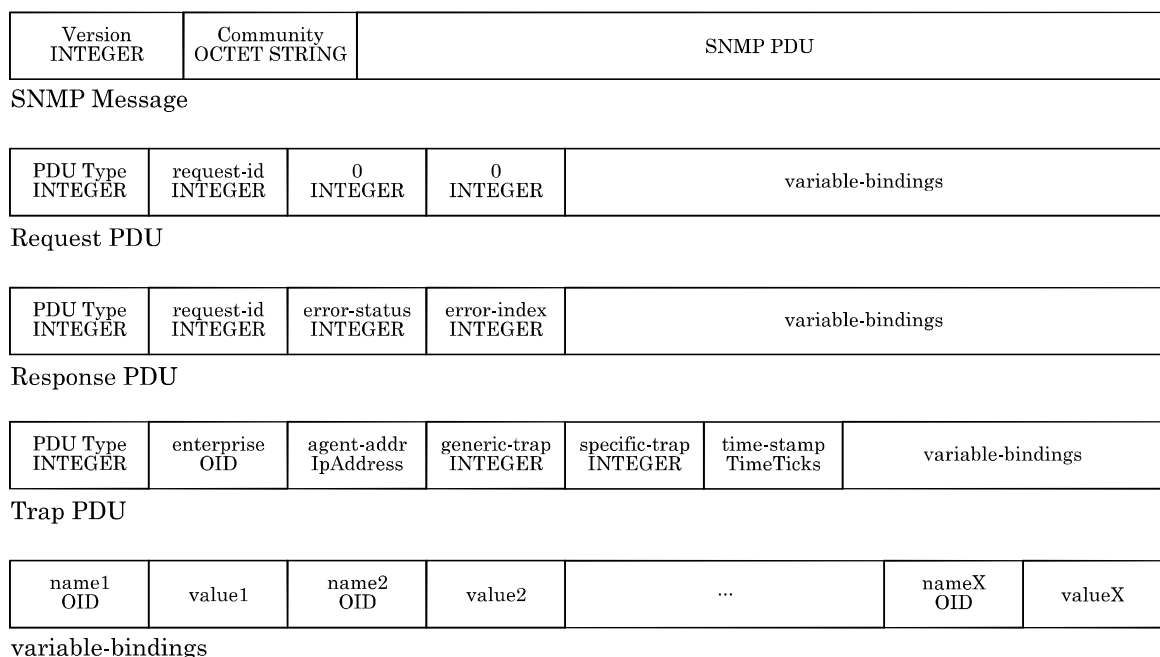 Version
INTEGER
Community
OCTET STRING
SNMP PDU
SNMP Message
PDU Type
INTEGER
request-id
INTEGER
0
INTEGER
0
INTEGER
variable-bindings
Request PDU
PDU Type
INTEGER
request-id
INTEGER
error-status
INTEGER
error-index
INTEGER
variable-bindings
Response PDU
PDU Type
INTEGER
enterprise
OID
agent-addr
IpAddress
generic-trap
INTEGER
specific-trap
INTEGER
time-stamp
TimeTicks
variable-bindings
Trap PDU
name1
OID
value1
name2
OID
value2
...
nameX
OID
valueX
variable-bindings